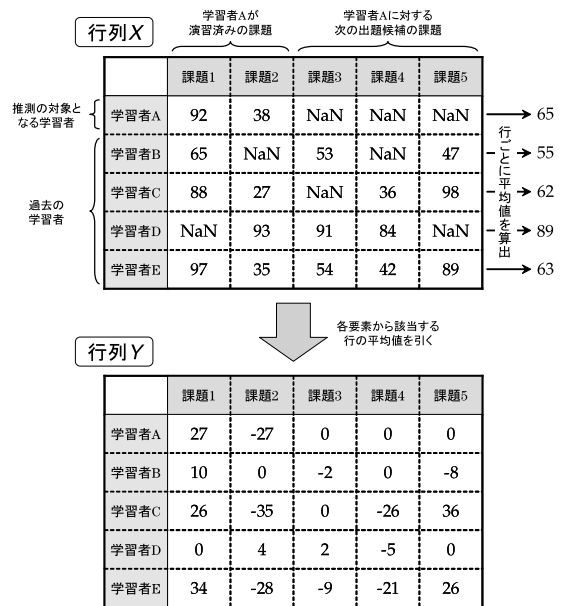 行列X
学習者Aが
演習済みの課題
学習者Aに対する
次の出題候補の課題
課題1 課題2 課題3 課題4 課題5
推測の対象と
なる学習者
学習者A 92 38 NaN NaN NaN 65
学習者B 65 NaN 53 NaN 47 55
過去の
学習者
学習者C 88 27 NaN 36 98 62
学習者D NaN 93 91 84 NaN 89
学習者E 97 35 54 42 89 63
行ごとに平均値を算出
各要素から該当する
行の平均値を引く
行列Y
課題1 課題2 課題3 課題4 課題5
学習者A 27 -27 0 0 0
学習者B 10 0 -2 0 -8
学習者C 26 -35 0 -26 36
学習者D 0 4 2 -5 0
学習者E 34 -28 -9 -21 26